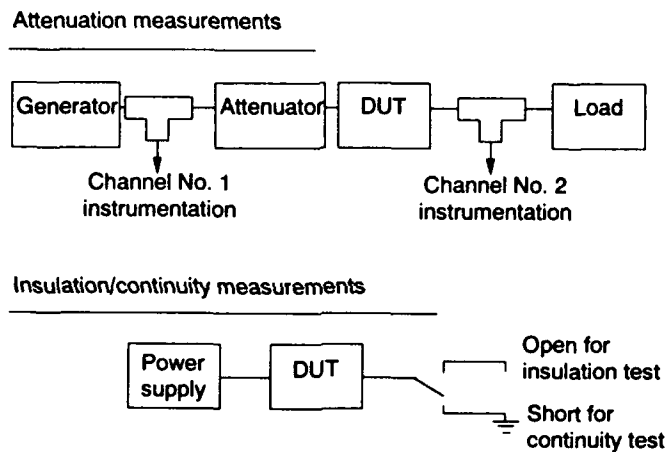 Attenuation measurements
Generator
Attenuator
DUT
Load
Channel No. 1
instrumentation
Channel No. 2
instrumentation
Insulation/continuity measurements
Power
supply
DUT
Open for
insulation test
Short for
continuity test